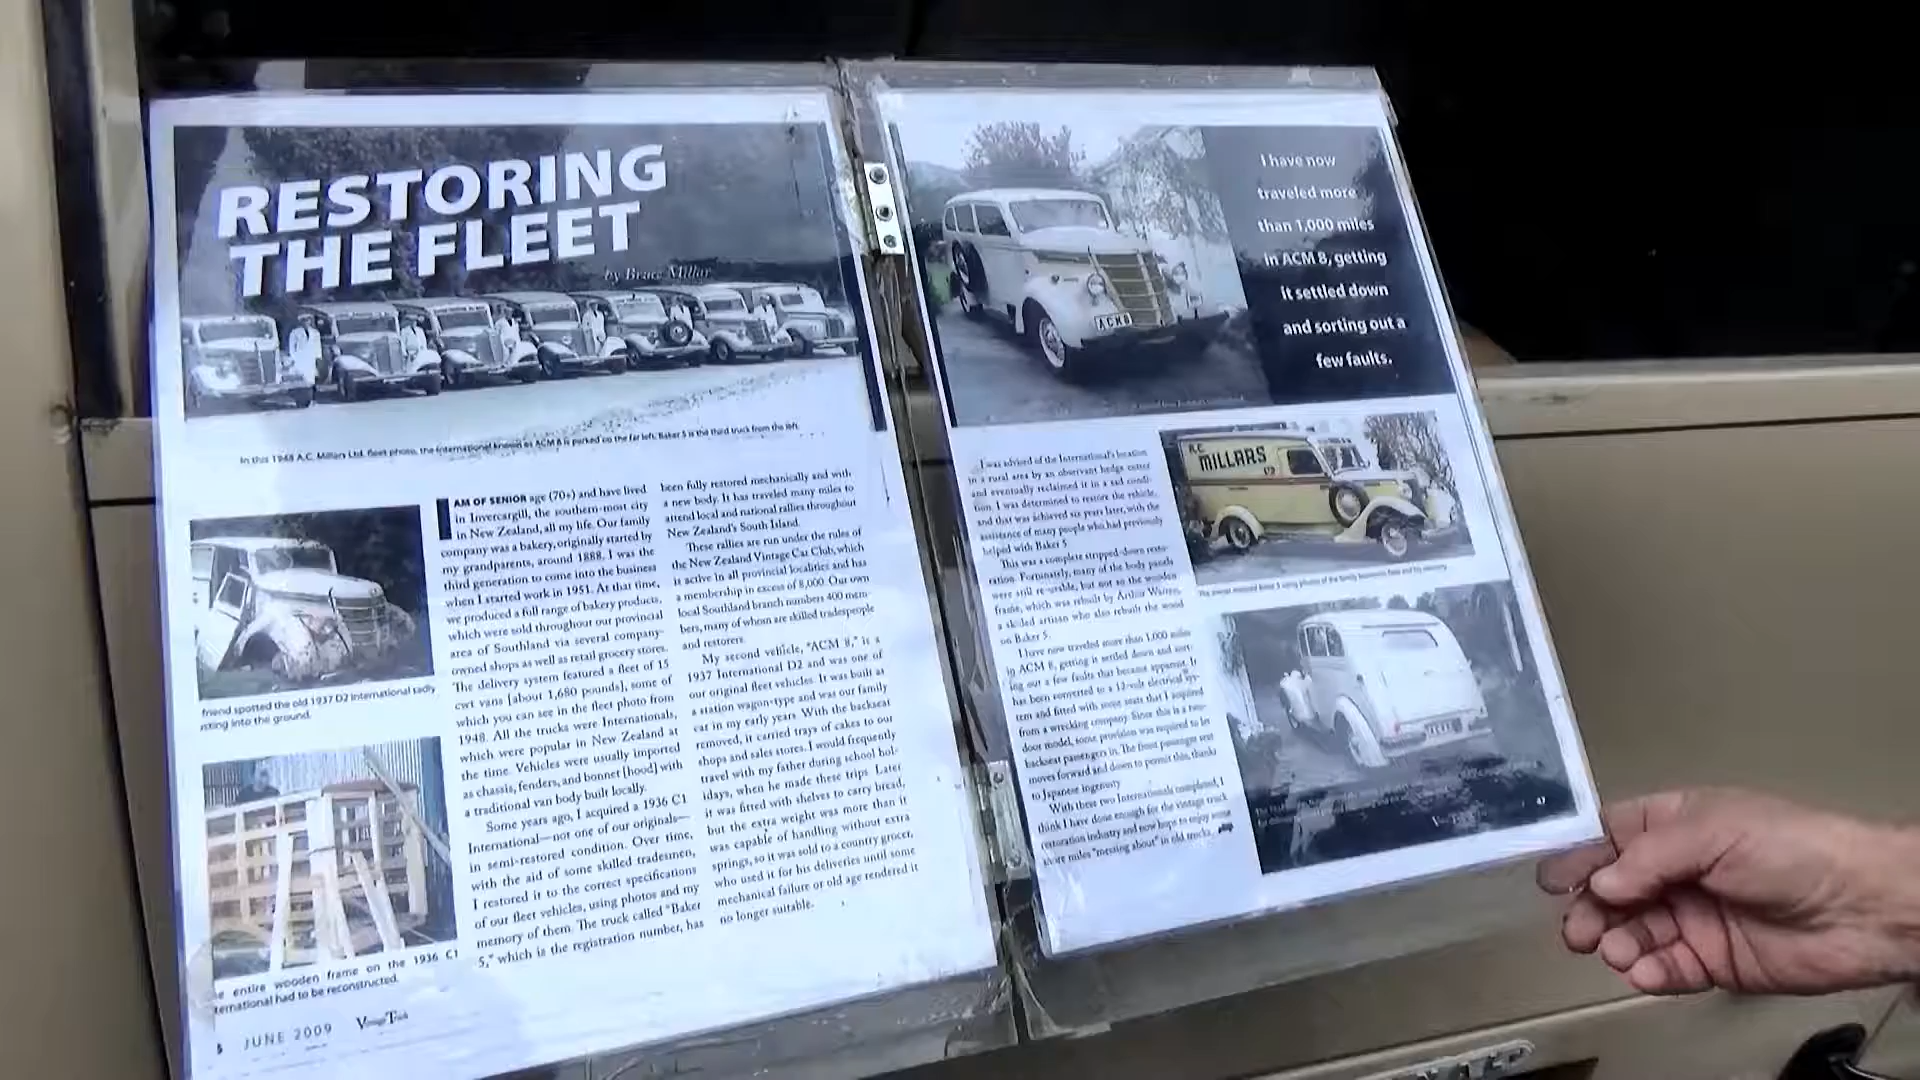 RESTORING
THE FLEET
by Bruce Millar
In this 1948 A.C. Millars Ltd. fleet photo, the International known as ACM 8 is parked on the far left. Baker 5 is the third truck from the left.
friend spotted the old 1937 D2 International sadly
rotting into the ground.
entire wooden frame on the 1936 C1
ternational had to be reconstructed.
JUNE 2009
Vintage Truck
I AM OF SENIOR age (70+) and have lived
in Invercargill, the southern-most city
in New Zealand, all my life. Our family
company was a bakery, originally started by
my grandparents, around 1888. I was the
third generation to come into the business
when I started work in 1951. At that time,
we produced a full range of bakery products,
which were sold throughout our provincial
area of Southland via several company-
owned shops as well as retail grocery stores.
The delivery system featured a fleet of 15
cwt vans [about 1,680 pounds], some of
which you can see in the fleet photo from
1948. All the trucks were Internationals,
which were popular in New Zealand at
the time. Vehicles were usually imported
as chassis, fenders, and bonnet [hood] with
a traditional van body built locally.
Some years ago, I acquired a 1936 C1
International—not one of our originals—
in semi-restored condition. Over time,
with the aid of some skilled tradesmen,
I restored it to the correct specifications
of our fleet vehicles, using photos and my
memory of them. The truck called "Baker
5," which is the registration number, has
been fully restored mechanically and with
a new body. It has traveled many miles to
attend local and national rallies throughout
New Zealand's South Island.
These rallies are run under the rules of
the New Zealand Vintage Car Club, which
is active in all provincial localities and has
a membership in excess of 8,000. Our own
local Southland branch numbers 400 mem-
bers, many of whom are skilled tradespeople
and restorers.
My second vehicle, "ACM 8," is a
1937 International D2 and was one of
our original fleet vehicles. It was built as
a station wagon-type and was our family
car in my early years. With the backseat
removed, it carried trays of cakes to our
shops and sales stores. I would frequently
travel with my father during school hol-
idays, when he made these trips. Later
it was fitted with shelves to carry bread,
but the extra weight was more than it
was capable of handling without extra
springs, so it was sold to a country grocer,
who used it for his deliveries until some
mechanical failure or old age rendered it
no longer suitable.
ACM8
I have now
traveled more
than 1,000 miles
in ACM 8, getting
it settled down
and sorting out a
few faults.
I was advised of the International's location
in a rural area by an observant hedge cutter
and eventually reclaimed it in a sad condi-
tion. I was determined to restore the vehicle,
and that was achieved six years later, with the
assistance of many people who had previously
helped with Baker 5.
This was a complete stripped-down resto-
ration. Fortunately, many of the body panels
were still re-usable, but not so the wooden
frame, which was rebuilt by Arthur Warren,
a skilled artisan who also rebuilt the wood
on Baker 5.
I have now traveled more than 1,000 miles
in ACM 8, getting it settled down and sort-
ing out a few faults that became apparent. It
has been converted to a 12-volt electrical sys-
tem and fitted with some seats that I acquired
from a wrecking company. Since this is a two-
door model, some provision was required to let
backseat passengers in. The front passenger seat
moves forward and down to permit this, thanks
to Japanese ingenuity.
With these two Internationals completed, I
think I have done enough for the vintage truck
restoration industry and now hope to enjoy some
more miles "messing about" in old trucks.
A.C.
MILLARS
LTD
47